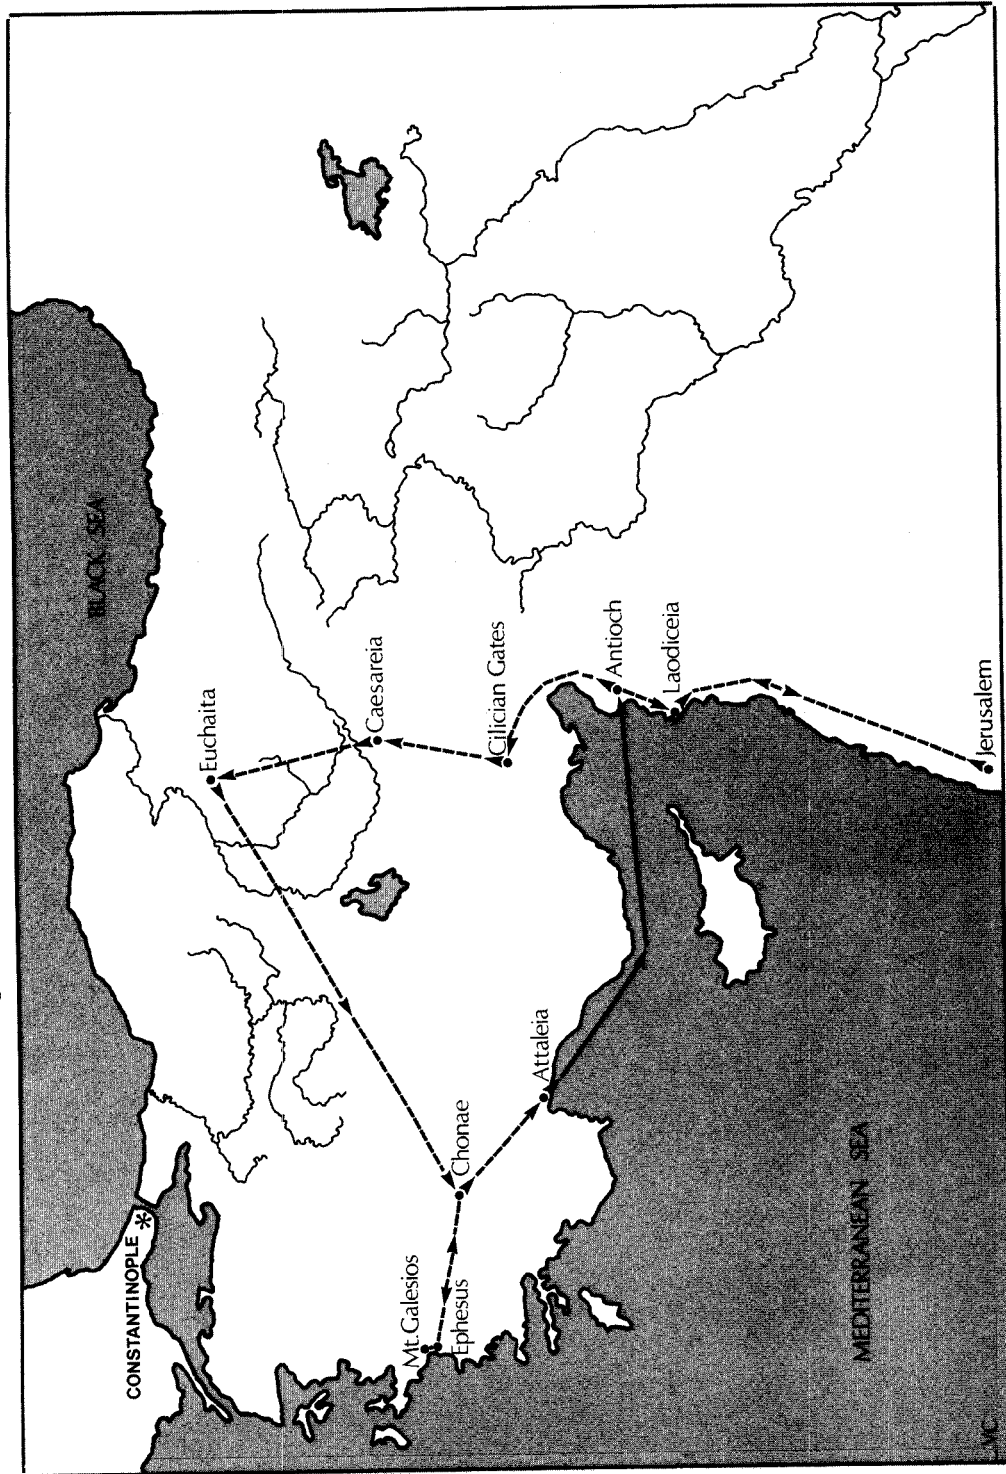 BLACK SEA
CONSTANTINOPLE
Euchaita
Caesareia
Cilician Gates
Antioch
Laodiceia
Jerusalem
Attaleia
Chonae
Mt. Galesios
Ephesus
MEDITERRANEAN SEA